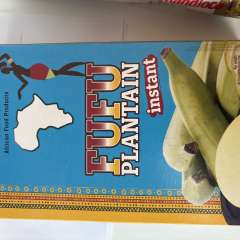 African Food Products
FUFU
PLANTAIN
instant